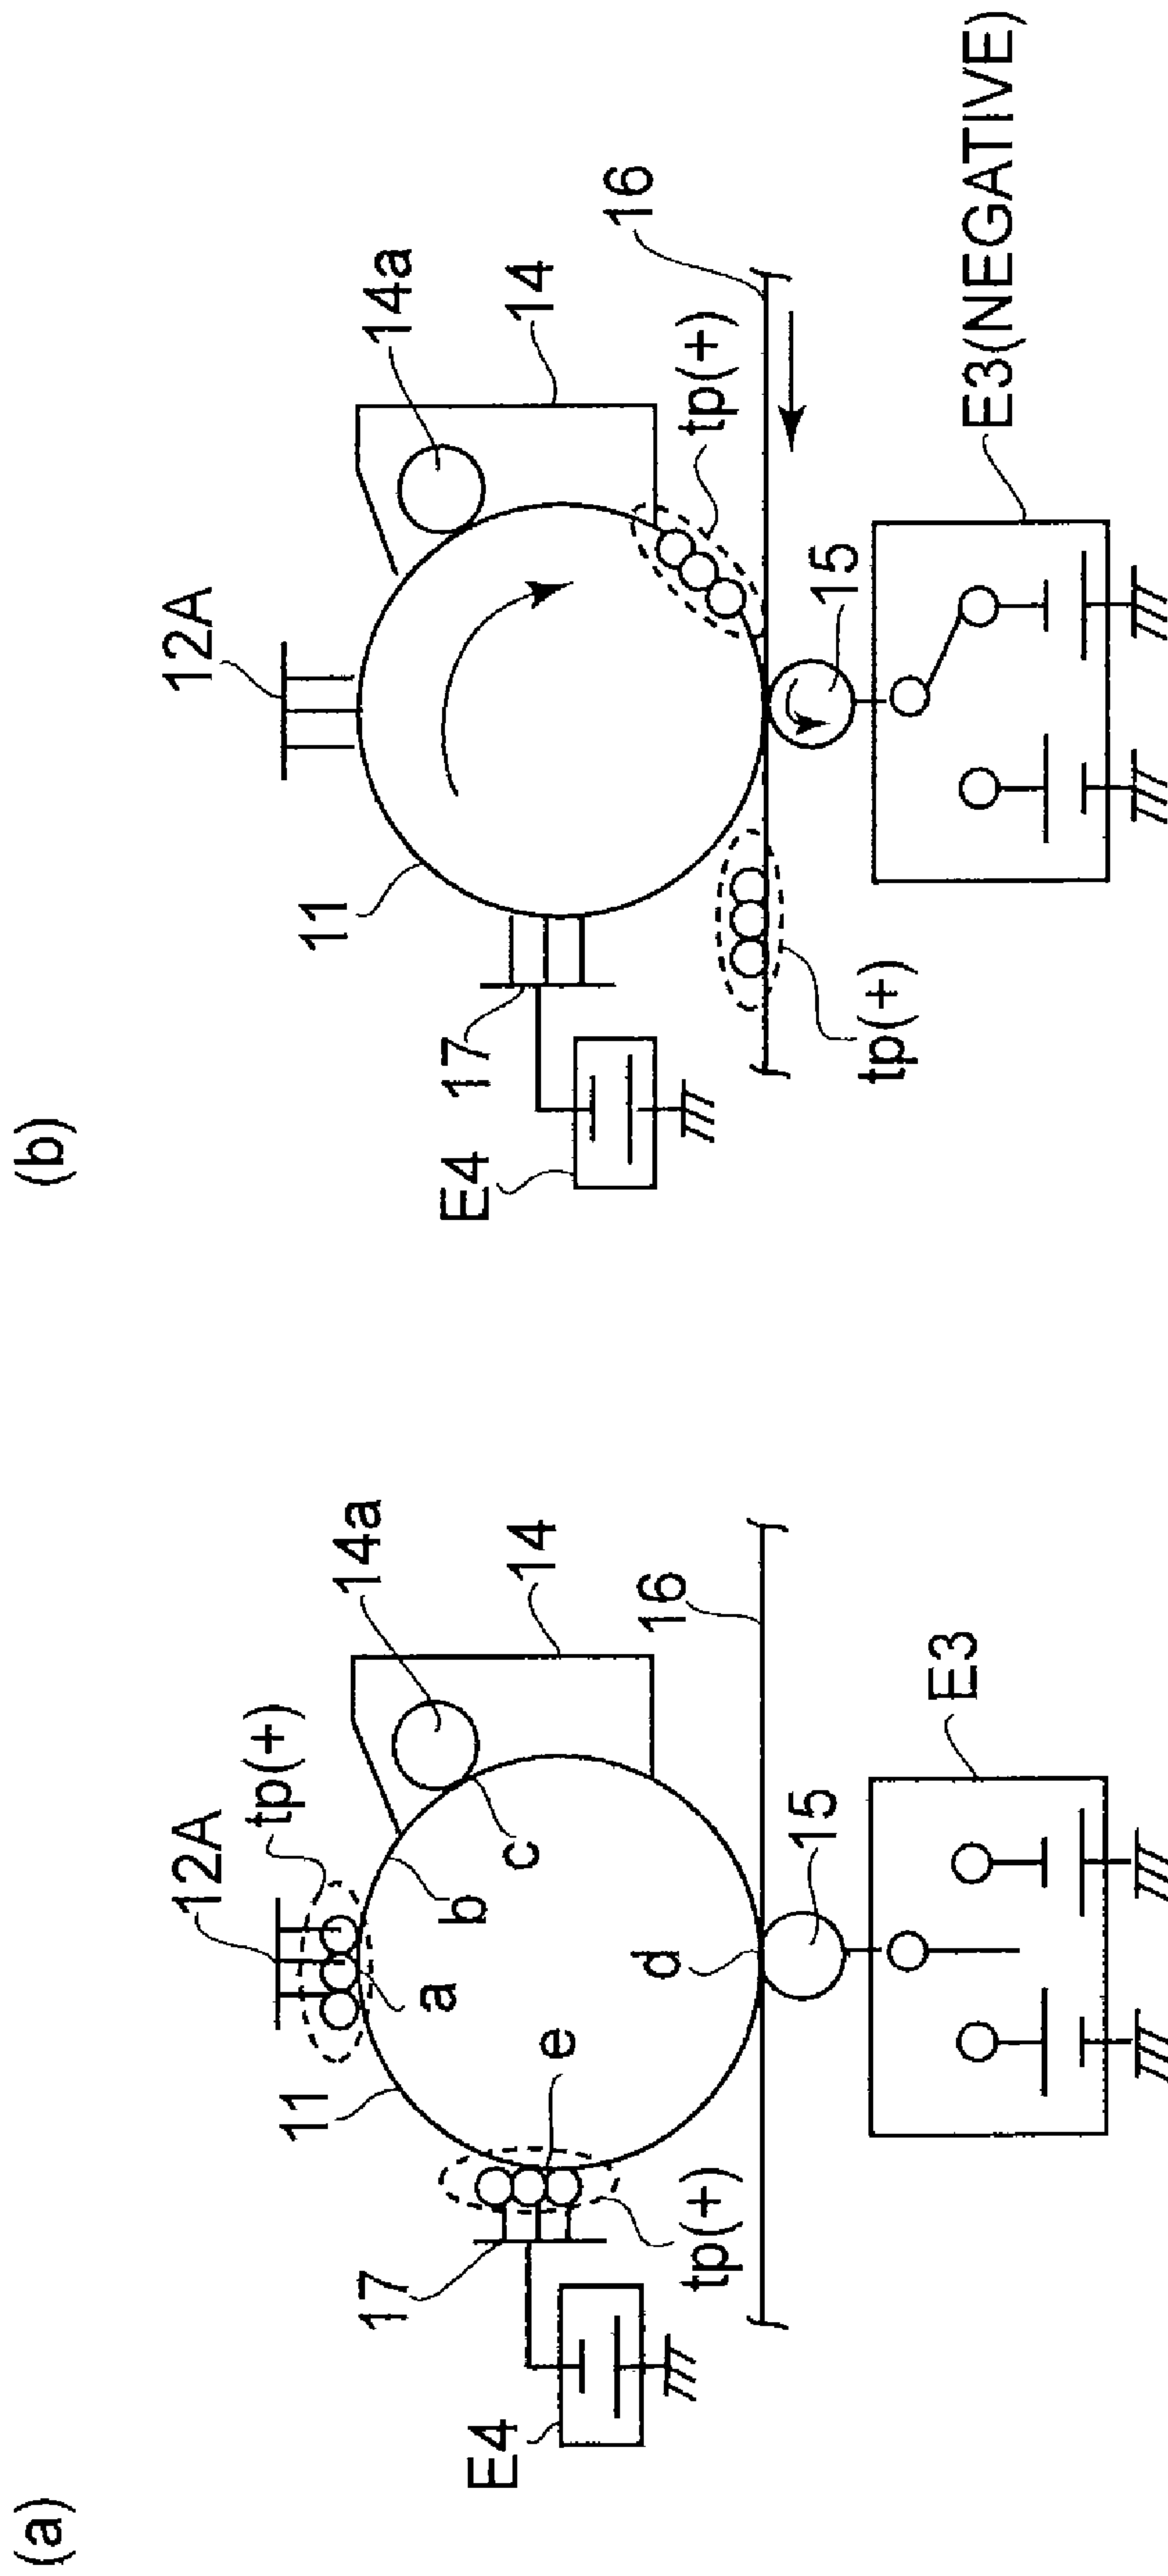 (a)
12A
tp(+)
14a
11
a
b
c
14
e
17
d
16
tp(+)
E4
15
E3
(b)
12A
14a
11
14
16
17
tp(+)
E4
tp(+)
15
E3(NEGATIVE)